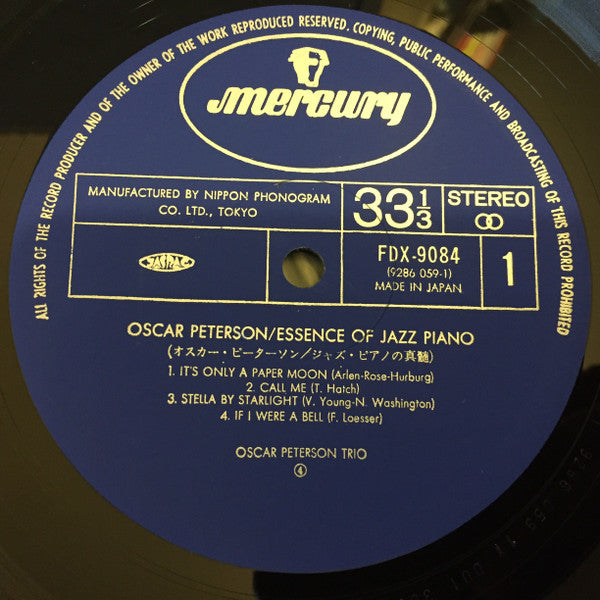 ALL RIGHTS OF THE RECORD PRODUCER AND OF THE OWNER OF THE WORK REPRODUCED RESERVED. COPYING, PUBLIC PERFORMANCE AND BROADCASTING OF THIS RECORD PROHIBITED
mercury
MANUFACTURED BY NIPPON PHONOGRAM
CO. LTD., TOKYO
33 1/3
STEREO
JASRAC
FDX-9084
(9286 059-1)
MADE IN JAPAN
1
OSCAR PETERSON/ESSENCE OF JAZZ PIANO
(オスカー・ピーターソン/ジャズ・ピアノの真髄)
1. IT'S ONLY A PAPER MOON (Arlen-Rose-Hurburg)
2. CALL ME (T. Hatch)
3. STELLA BY STARLIGHT (V. Young-N. Washington)
4. IF I WERE A BELL (F. Loesser)
OSCAR PETERSON TRIO
④